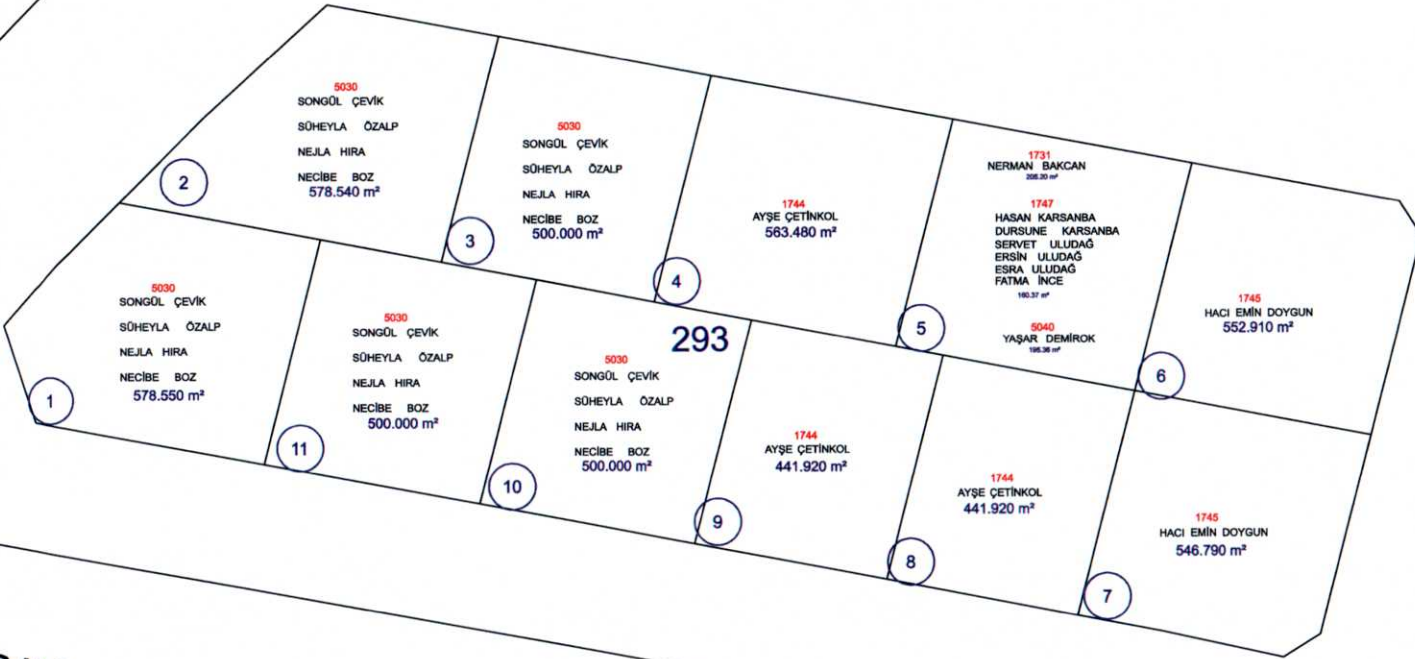 5030
SONGÜL ÇEVİK
SÜHEYLA ÖZALP
NEJLA HIRA
NECİBE BOZ
578.540 m²
2
5030
SONGÜL ÇEVİK
SÜHEYLA ÖZALP
NEJLA HIRA
NECİBE BOZ
500.000 m²
3
1744
AYŞE ÇETİNKOL
563.480 m²
4
1731
NERMAN BAKCAN
1747
HASAN KARSANBA
DURSUNE KARSANBA
SERVET ULUDAĞ
ERSİN ULUDAĞ
ESRA ULUDAĞ
FATMA İNCE
160.37 m²
5040
YAŞAR DEMİROK
5
1745
HACI EMİN DOYGUN
552.910 m²
6
293
5030
SONGÜL ÇEVİK
SÜHEYLA ÖZALP
NEJLA HIRA
NECİBE BOZ
578.550 m²
1
5030
SONGÜL ÇEVİK
SÜHEYLA ÖZALP
NEJLA HIRA
NECİBE BOZ
500.000 m²
11
5030
SONGÜL ÇEVİK
SÜHEYLA ÖZALP
NEJLA HIRA
NECİBE BOZ
500.000 m²
10
1744
AYŞE ÇETİNKOL
441.920 m²
9
1744
AYŞE ÇETİNKOL
441.920 m²
8
1745
HACI EMİN DOYGUN
546.790 m²
7